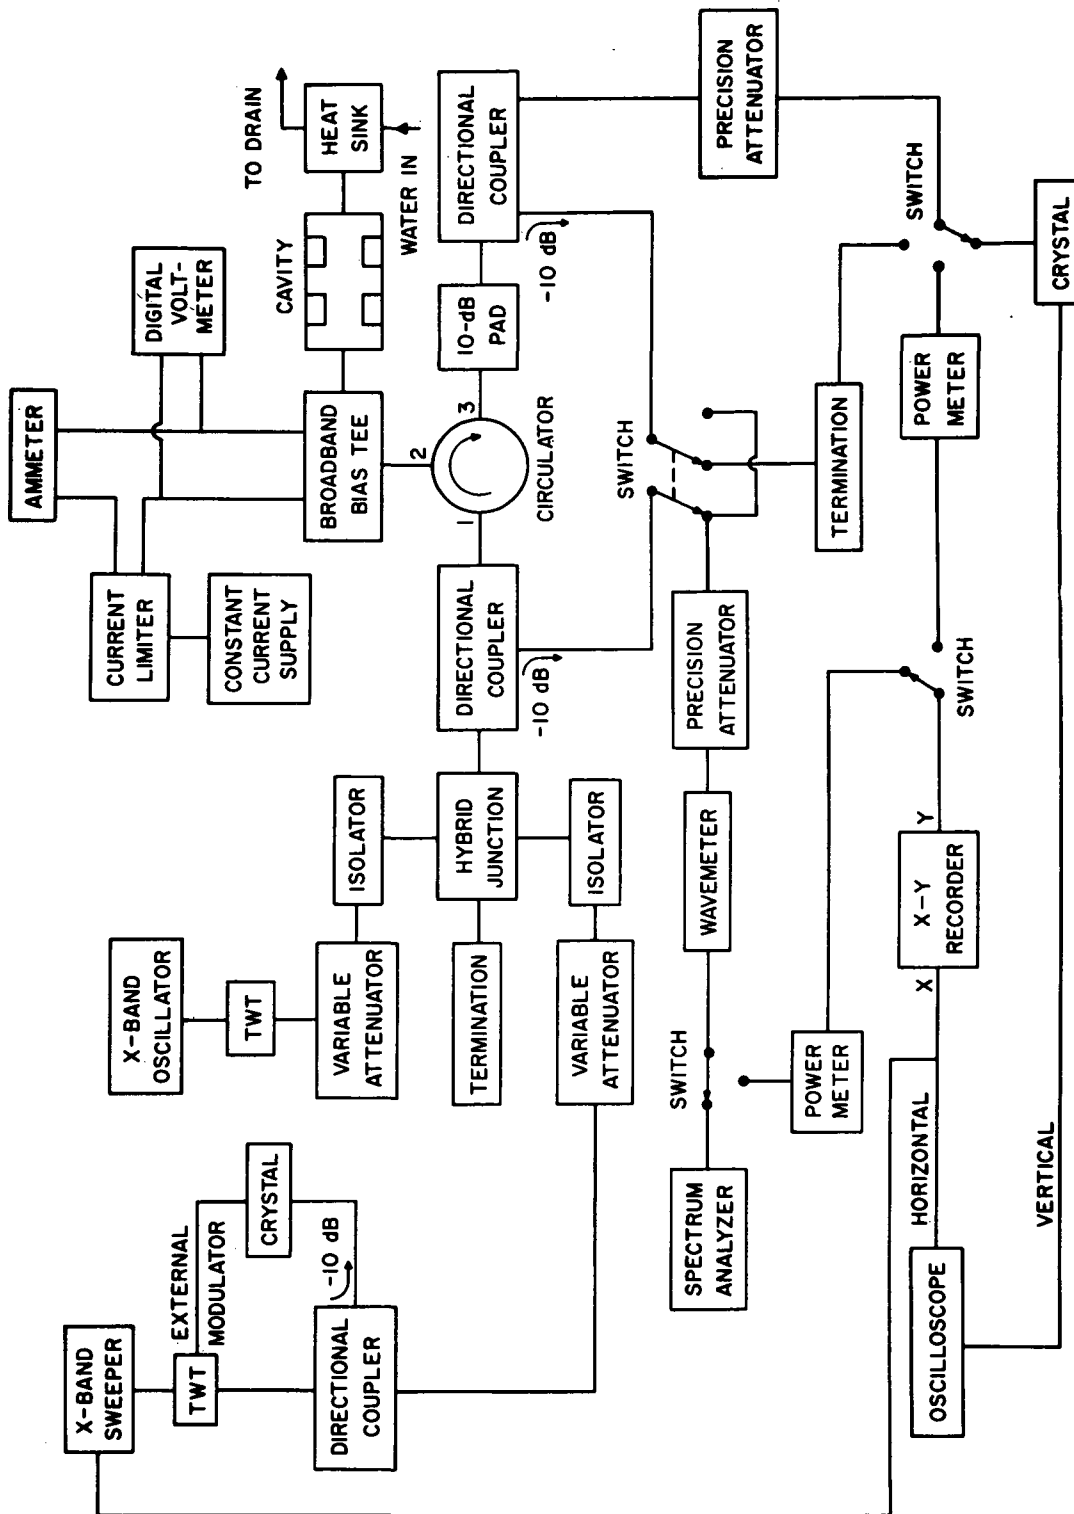 X-BAND
SWEEPER
TWT
EXTERNAL
MODULATOR
CRYSTAL
-10 dB
DIRECTIONAL
COUPLER
X-BAND
OSCILLATOR
TWT
VARIABLE
ATTENUATOR
ISOLATOR
TERMINATION
HYBRID
JUNCTION
VARIABLE
ATTENUATOR
ISOLATOR
CURRENT
LIMITER
CONSTANT
CURRENT
SUPPLY
AMMETER
DIGITAL
VOLT-
METER
BROADBAND
BIAS TEE
CAVITY
HEAT
SINK
TO DRAIN
WATER IN
DIRECTIONAL
COUPLER
-10 dB
1
2
3
CIRCULATOR
10-dB
PAD
DIRECTIONAL
COUPLER
-10 dB
PRECISION
ATTENUATOR
SWITCH
SPECTRUM
ANALYZER
SWITCH
WAVEMETER
PRECISION
ATTENUATOR
POWER
METER
TERMINATION
SWITCH
OSCILLOSCOPE
HORIZONTAL
X
X-Y
RECORDER
Y
SWITCH
POWER
METER
CRYSTAL
VERTICAL